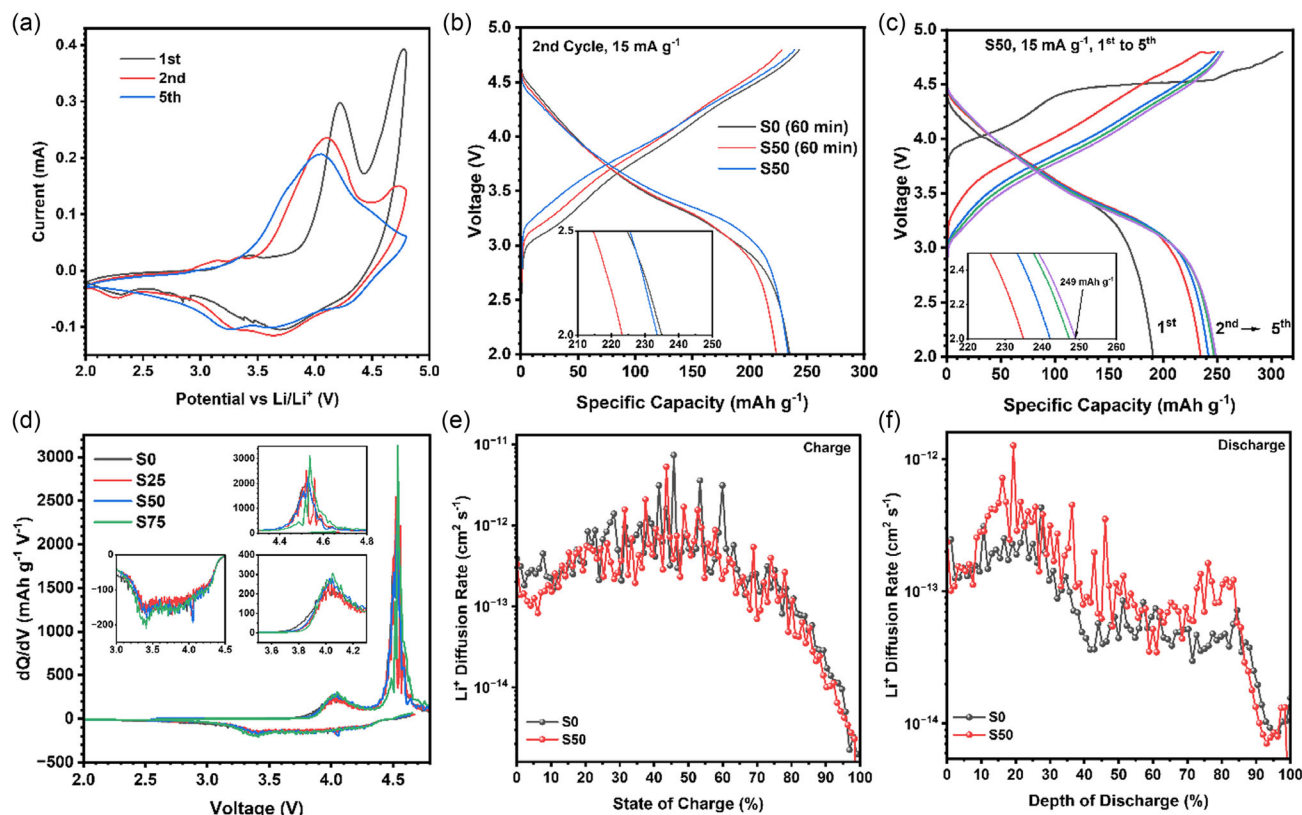 (a)
0.4
0.3
0.2
0.1
0.0
-0.1
Current (mA)
1st
2nd
5th
2.0 2.5 3.0 3.5 4.0 4.5 5.0
Potential vs Li/Li⁺ (V)
(b)
5.0
4.5
4.0
3.5
3.0
2.5
2.0
Voltage (V)
2nd Cycle, 15 mA g⁻¹
S0 (60 min)
S50 (60 min)
S50
2.5
2.0
210 220 230 240 250
0 30 60 90 120 150 180 210 240 270 300
Specific Capacity (mAh g⁻¹)
(c)
5.0
4.5
4.0
3.5
3.0
2.5
2.0
Voltage (V)
S50, 15 mA g⁻¹, 1ˢᵗ to 5ᵗʰ
2.4
2.2
2.0
220 230 240 250 260
249 mAh g⁻¹
1ˢᵗ 2ⁿᵈ → 5ᵗʰ
0 50 100 150 200 250 300
Specific Capacity (mAh g⁻¹)
(d)
3000
2500
2000
1500
1000
500
0
−500
dQ/dV (mAh g⁻¹ V⁻¹)
S0
S25
S50
S75
3000
2000
1000
0
4.4 4.6 4.8
0
-100
-200
3.0 3.5 4.0 4.5
400
300
200
100
0
3.6 3.8 4.0 4.2
2.0 2.5 3.0 3.5 4.0 4.5
Voltage (V)
(e)
10⁻¹¹
10⁻¹²
10⁻¹³
10⁻¹⁴
Li⁺ Diffusion Rate (cm² s⁻¹)
Charge
S0
S50
0 10 20 30 40 50 60 70 80 90 100
State of Charge (%)
(f)
10⁻¹²
10⁻¹³
10⁻¹⁴
Li⁺ Diffusion Rate (cm² s⁻¹)
Discharge
S0
S50
0 10 20 30 40 50 60 70 80 90 100
Depth of Discharge (%)